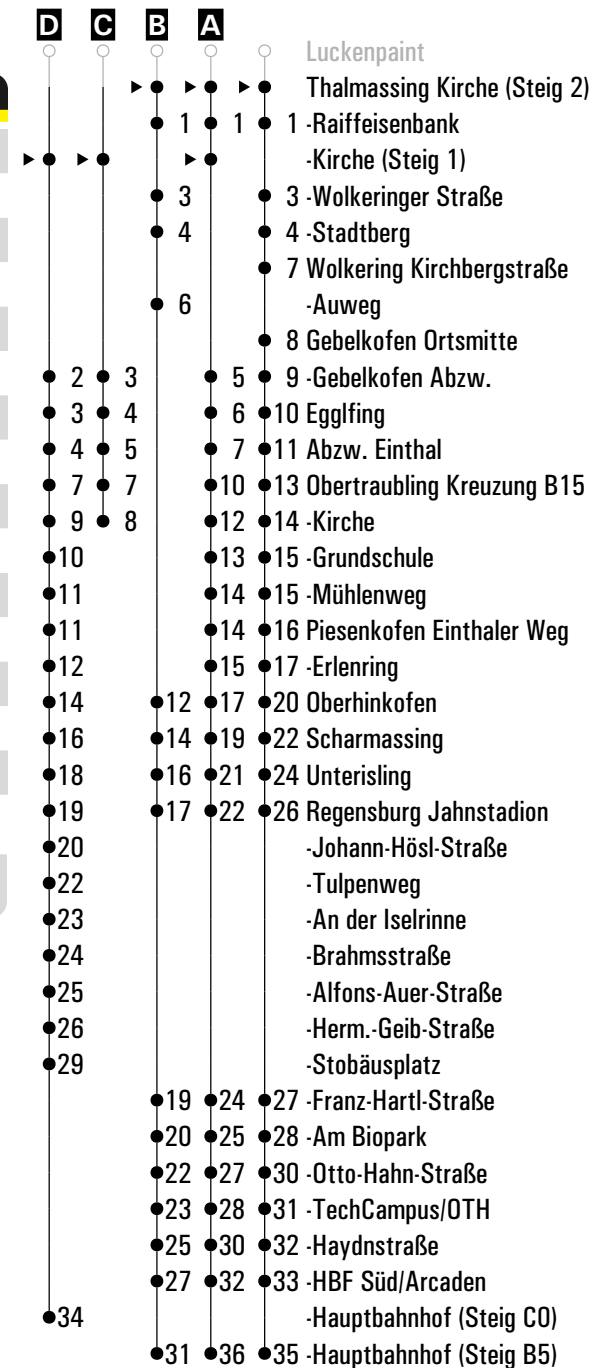 D C B A
Luckenpaint
Thalmassing Kirche (Steig 2)
1 1 1 -Raiffeisenbank
-Kirche (Steig 1)
3 3 -Wolkeringer Straße
4 4 -Stadtberg
7 Wolkering Kirchbergstraße
6 -Auweg
8 Gebelkofen Ortsmitte
2 3 5 9 -Gebelkofen Abzw.
3 4 6 10 Egglfing
4 5 7 11 Abzw. Einthal
7 7 10 13 Obertraubling Kreuzung B15
9 8 12 14 -Kirche
10 13 15 -Grundschule
11 14 15 -Mühlenweg
11 14 16 Piesenkofen Einthaler Weg
12 15 17 -Erlenring
14 12 17 20 Oberhinkofen
16 14 19 22 Scharmassing
18 16 21 24 Unterisling
19 17 22 26 Regensburg Jahnstadion
20 -Johann-Hösl-Straße
22 -Tulpenweg
23 -An der Iselrinne
24 -Brahmsstraße
25 -Alfons-Auer-Straße
26 -Herm.-Geib-Straße
29 -Stobäusplatz
19 24 27 -Franz-Hartl-Straße
20 25 28 -Am Biopark
22 27 30 -Otto-Hahn-Straße
23 28 31 -TechCampus/OTH
25 30 32 -Haydnstraße
27 32 33 -HBF Süd/Arcaden
34 -Hauptbahnhof (Steig C0)
31 36 35 -Hauptbahnhof (Steig B5)